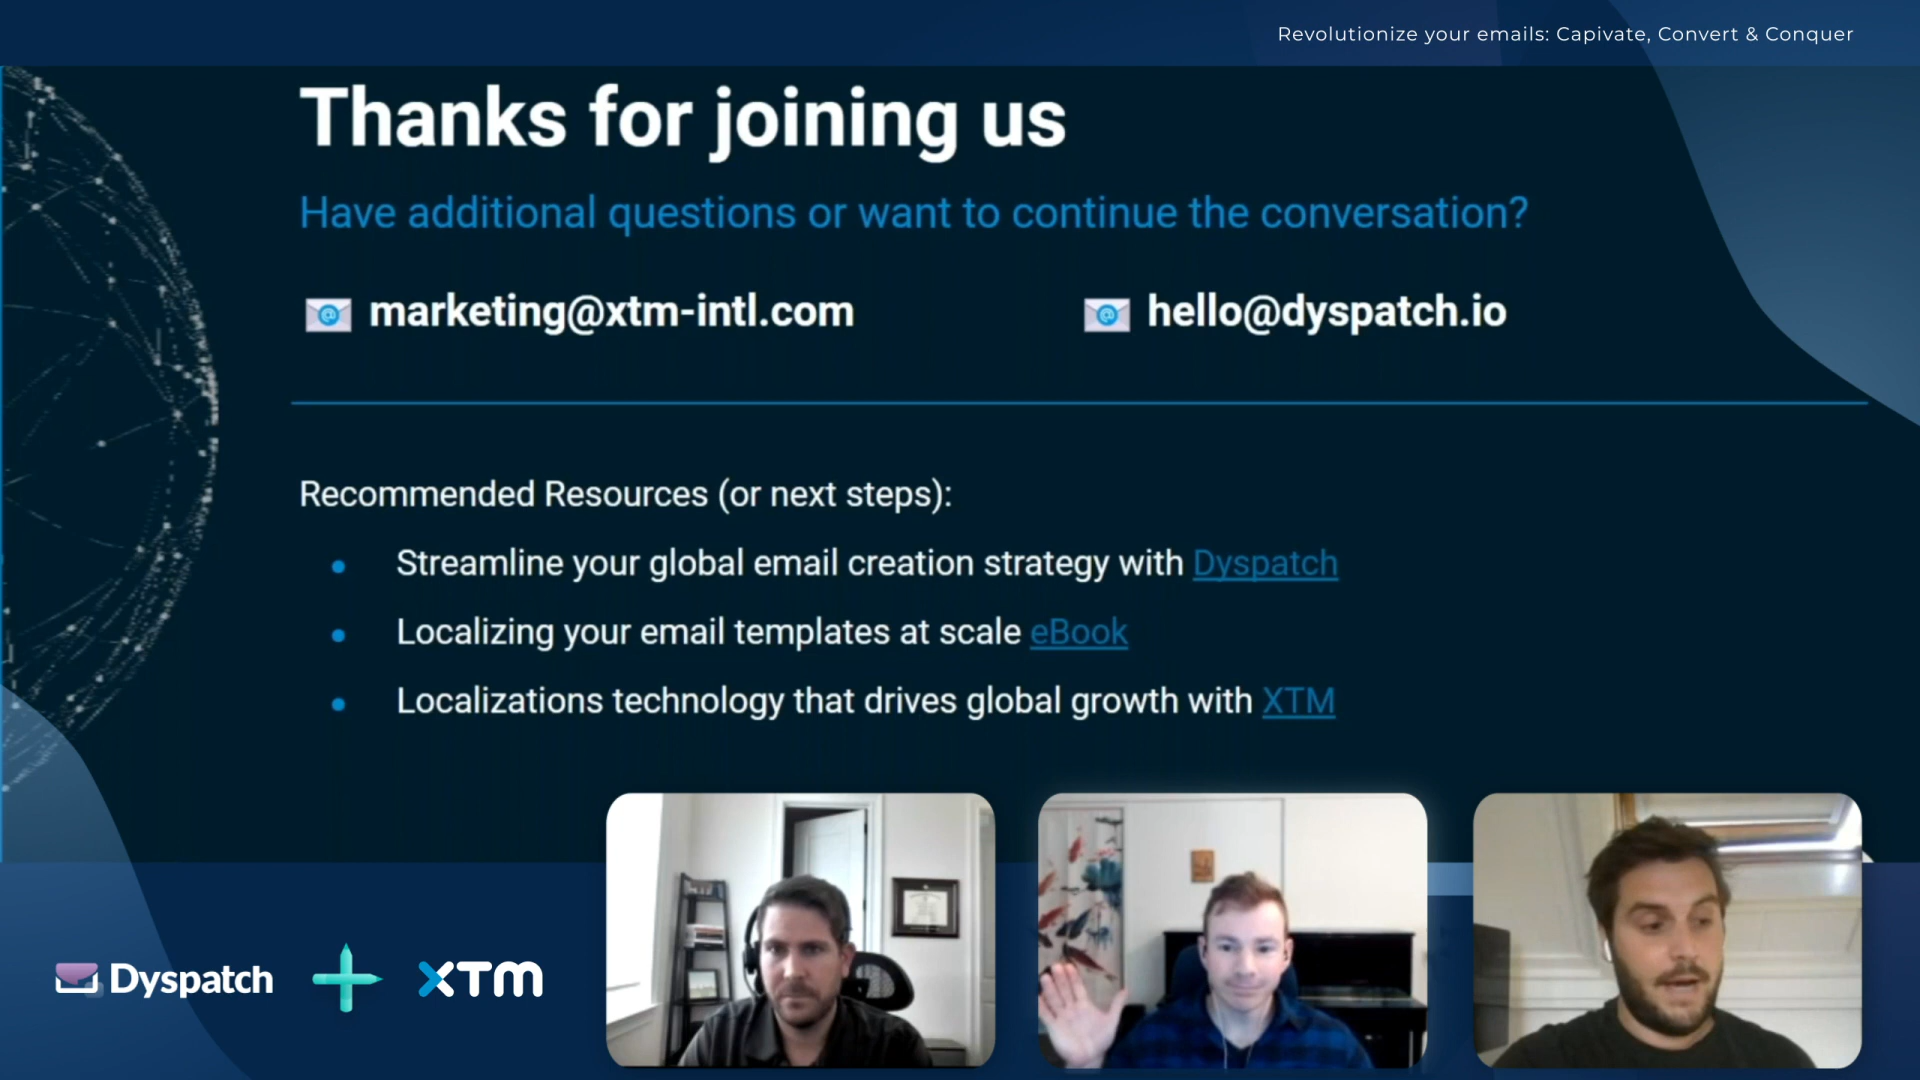 Revolutionize your emails: Capivate, Convert & Conquer
Thanks for joining us
Have additional questions or want to continue the conversation?
marketing@xtm-intl.com
hello@dyspatch.io
Recommended Resources (or next steps):
Streamline your global email creation strategy with Dyspatch
Localizing your email templates at scale eBook
Localizations technology that drives global growth with XTM
Dyspatch
XTM